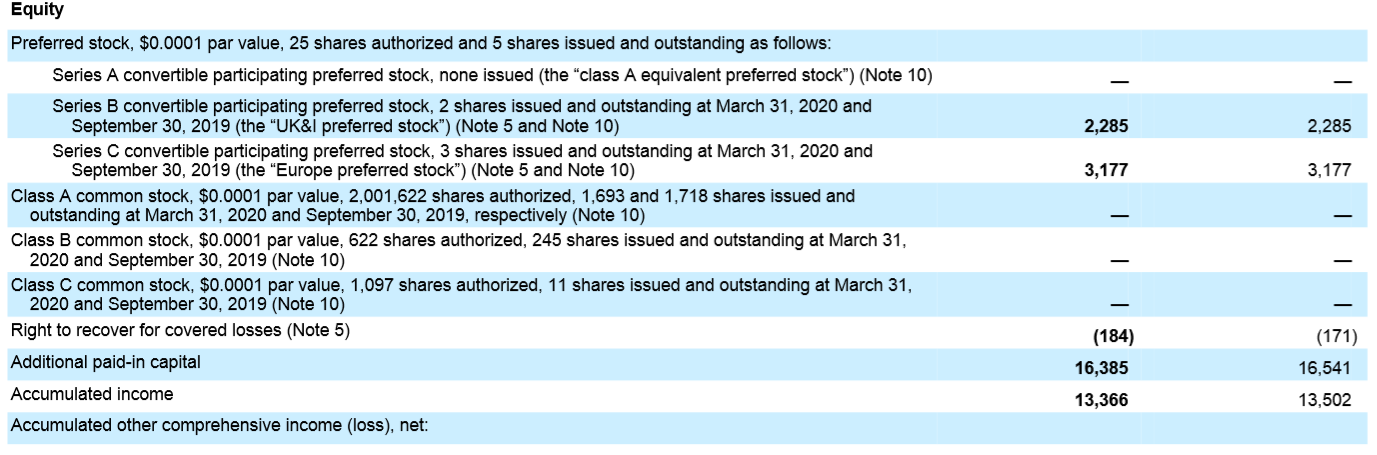 Equity
Preferred stock, $0.0001 par value, 25 shares authorized and 5 shares issued and outstanding as follows:
Series A convertible participating preferred stock, none issued (the “class A equivalent preferred stock”) (Note 10) — —
Series B convertible participating preferred stock, 2 shares issued and outstanding at March 31, 2020 and
September 30, 2019 (the “UK&I preferred stock”) (Note 5 and Note 10) 2,285 2,285
Series C convertible participating preferred stock, 3 shares issued and outstanding at March 31, 2020 and
September 30, 2019 (the “Europe preferred stock”) (Note 5 and Note 10) 3,177 3,177
Class A common stock, $0.0001 par value, 2,001,622 shares authorized, 1,693 and 1,718 shares issued and
outstanding at March 31, 2020 and September 30, 2019, respectively (Note 10) — —
Class B common stock, $0.0001 par value, 622 shares authorized, 245 shares issued and outstanding at March 31,
2020 and September 30, 2019 (Note 10) — —
Class C common stock, $0.0001 par value, 1,097 shares authorized, 11 shares issued and outstanding at March 31,
2020 and September 30, 2019 (Note 10) — —
Right to recover for covered losses (Note 5) (184) (171)
Additional paid-in capital 16,385 16,541
Accumulated income 13,366 13,502
Accumulated other comprehensive income (loss), net: